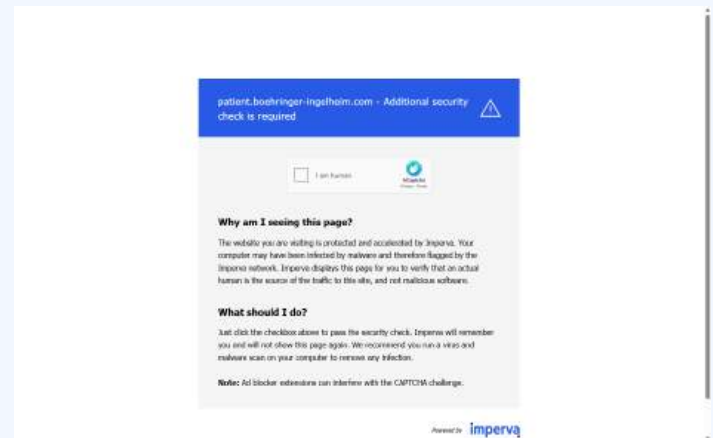 patient.boehringer-ingelheim.com - Additional security
check is required
I am human
hCaptcha
Privacy - Terms
Why am I seeing this page?
The website you are visiting is protected and accelerated by Imperva. Your
computer may have been infected by malware and therefore flagged by the
Imperva network. Imperva displays this page for you to verify that an actual
human is the source of the traffic to this site, and not malicious software.
What should I do?
Just click the checkbox above to pass the security check. Imperva will remember
you and will not show this page again. We recommend you run a virus and
malware scan on your computer to remove any infection.
Note: Ad blocker extensions can interfere with the CAPTCHA challenge.
Powered by imperva